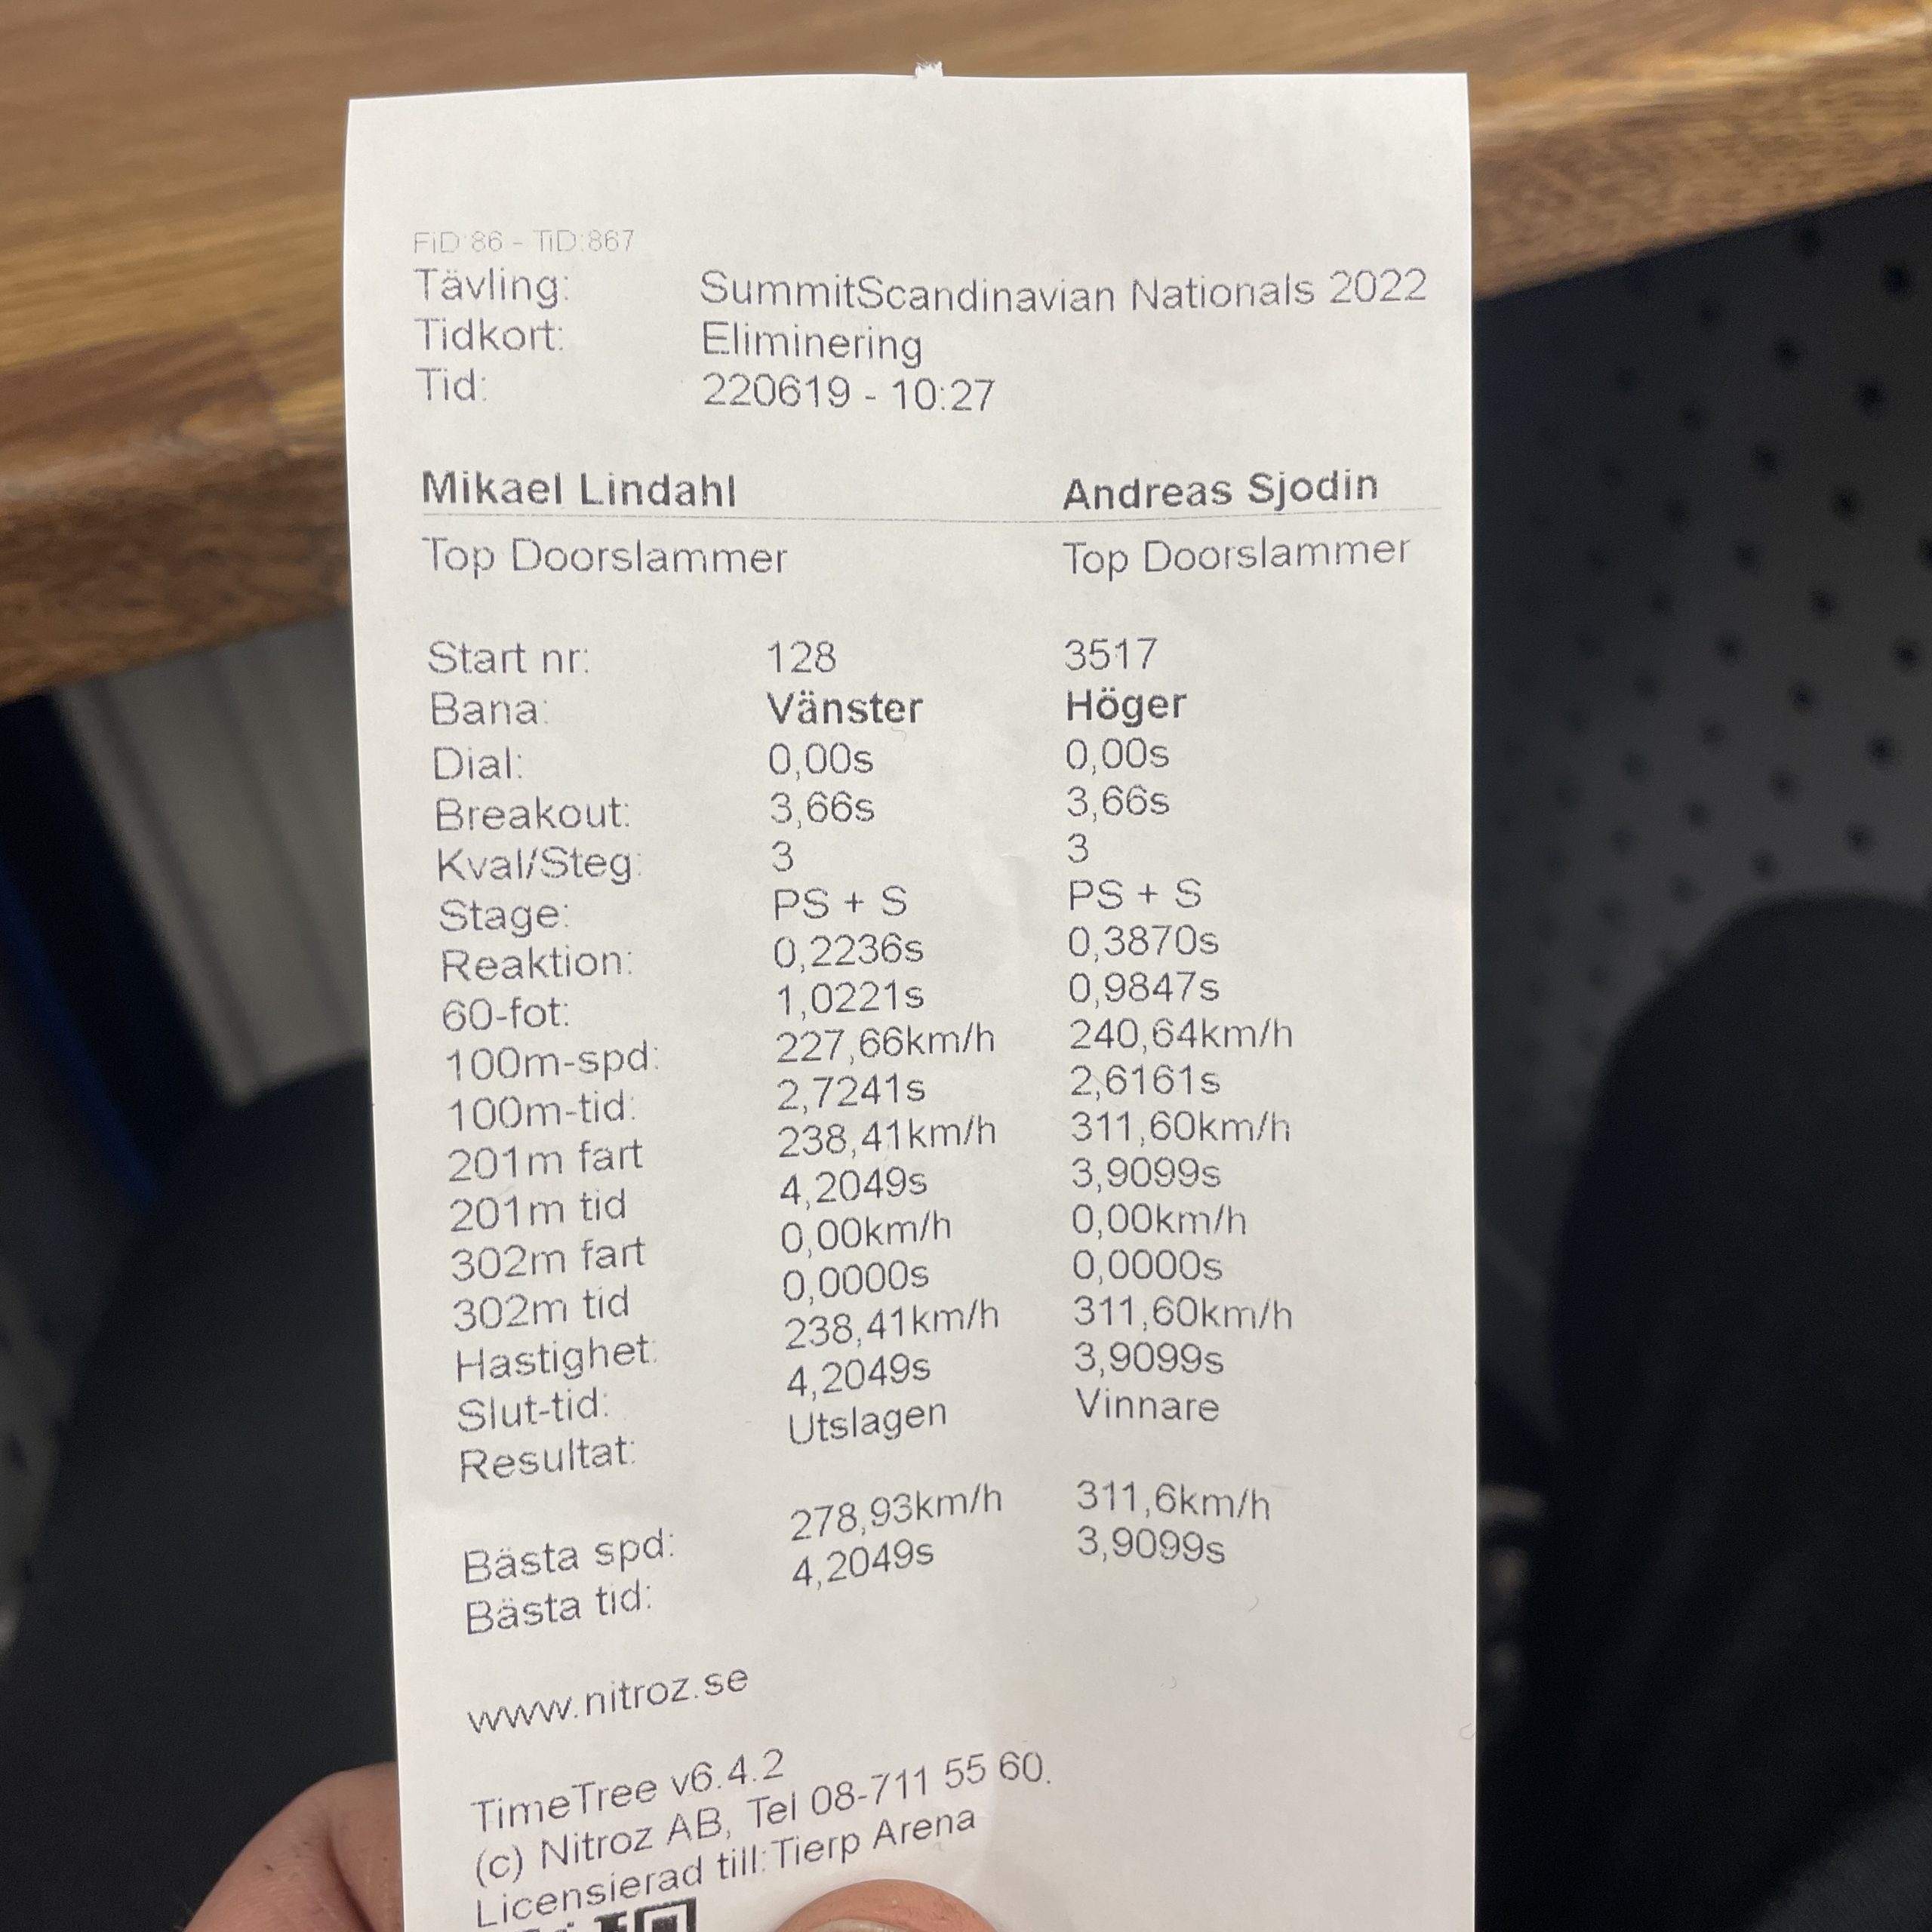 FiD:86 - TiD:867
Tävling: SummitScandinavian Nationals 2022
Tidkort: Eliminering
Tid: 220619 - 10:27
Mikael Lindahl Andreas Sjodin
Top Doorslammer Top Doorslammer
Start nr: 128 3517
Bana: Vänster Höger
Dial: 0,00s 0,00s
Breakout: 3,66s 3,66s
Kval/Steg: 3 3
Stage: PS + S PS + S
Reaktion: 0,2236s 0,3870s
60-fot: 1,0221s 0,9847s
100m-spd: 227,66km/h 240,64km/h
100m-tid: 2,7241s 2,6161s
201m fart 238,41km/h 311,60km/h
201m tid 4,2049s 3,9099s
302m fart 0,00km/h 0,00km/h
302m tid 0,0000s 0,0000s
Hastighet: 238,41km/h 311,60km/h
Slut-tid: 4,2049s 3,9099s
Resultat: Utslagen Vinnare
Bästa spd: 278,93km/h 311,6km/h
Bästa tid: 4,2049s 3,9099s
www.nitroz.se
TimeTree v6.4.2
(c) Nitroz AB, Tel 08-711 55 60.
Licensierad till:Tierp Arena